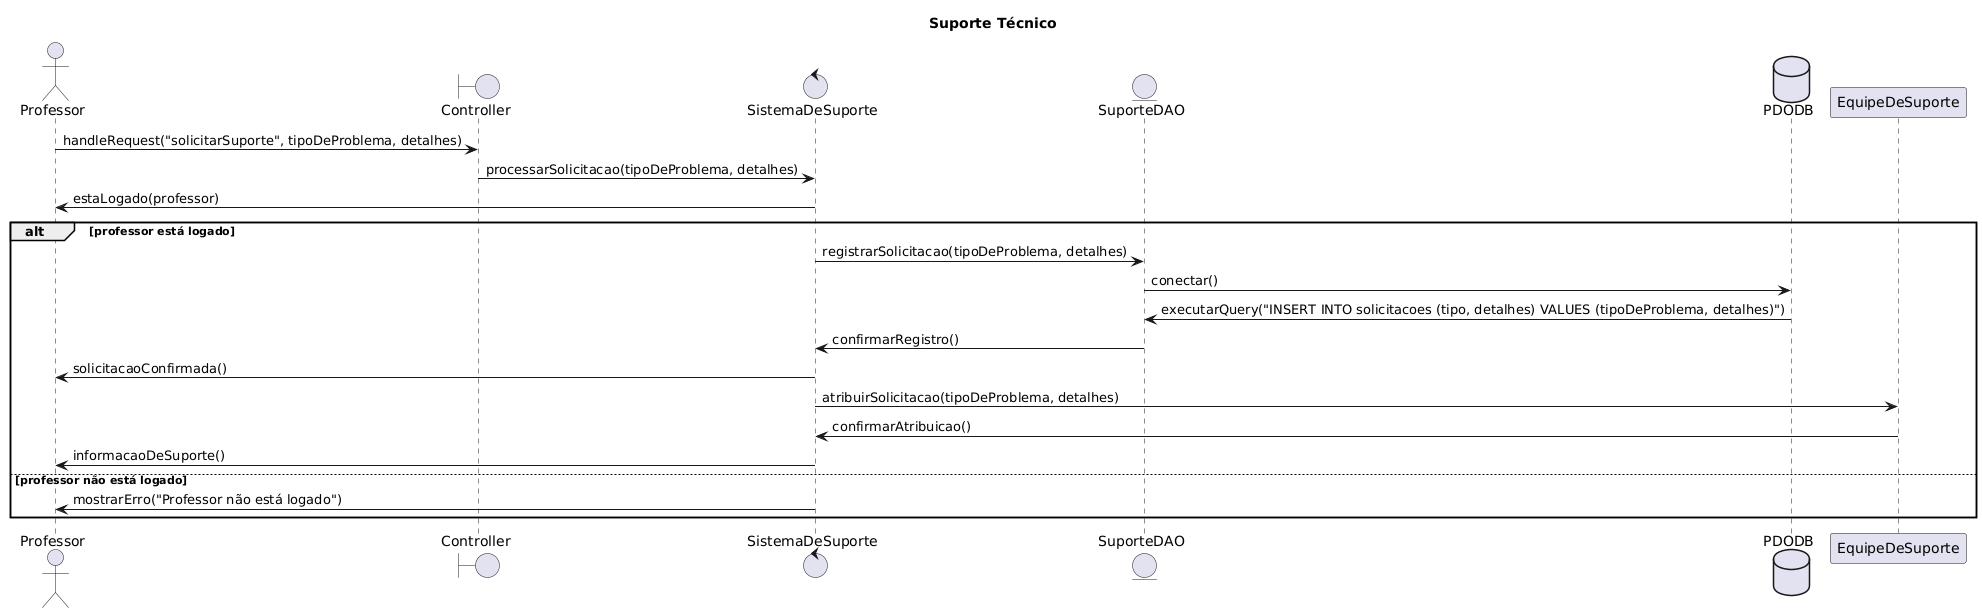 Suporte Técnico
Professor
Controller
SistemaDeSuporte
SuporteDAO
PDODB
EquipeDeSuporte
handleRequest("solicitarSuporte", tipoDeProblema, detalhes)
processarSolicitacao(tipoDeProblema, detalhes)
estaLogado(professor)
alt [professor está logado]
registrarSolicitacao(tipoDeProblema, detalhes)
conectar()
executarQuery("INSERT INTO solicitacoes (tipo, detalhes) VALUES (tipoDeProblema, detalhes)")
confirmarRegistro()
solicitacaoConfirmada()
atribuirSolicitacao(tipoDeProblema, detalhes)
confirmarAtribuicao()
informacaoDeSuporte()
[professor não está logado]
mostrarErro("Professor não está logado")
Professor
Controller
SistemaDeSuporte
SuporteDAO
PDODB
EquipeDeSuporte